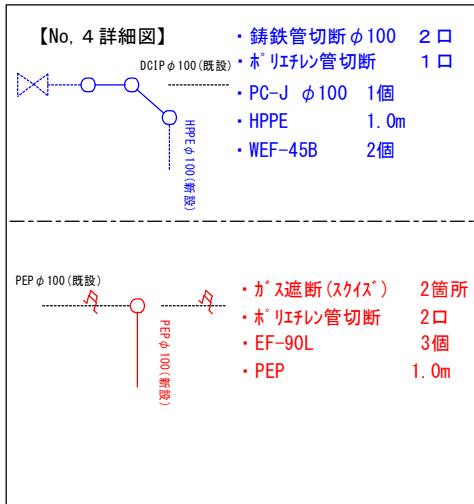 【No, 4 詳細図】
・鋳鉄管切断φ100 2口
DCIPφ100(既設)
・ﾎﾟﾘｴﾁﾚﾝ管切断 1口
・PC-J φ100 1個
・HPPE 1.0m
・WEF-45B 2個
HPPEφ100(新設)
PEPφ100(既設)
・ｶﾞｽ遮断(ｽｸｲｽﾞ) 2箇所
・ﾎﾟﾘｴﾁﾚﾝ管切断 2口
・EF-90L 3個
・PEP 1.0m
PEPφ100(新設)